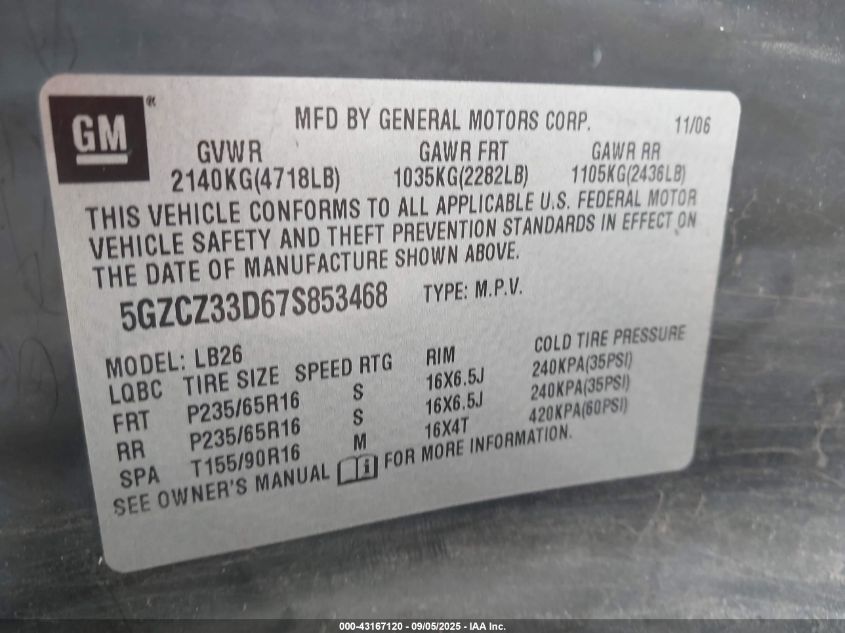 GM®
MFD BY GENERAL MOTORS CORP. 11/06
GVWR GAWR FRT GAWR RR
2140KG(4718LB) 1035KG(2282LB) 1105KG(2436LB)
THIS VEHICLE CONFORMS TO ALL APPLICABLE U.S. FEDERAL MOTOR
VEHICLE SAFETY AND THEFT PREVENTION STANDARDS IN EFFECT ON
THE DATE OF MANUFACTURE SHOWN ABOVE.
5GZCZ33D67S853468 TYPE: M.P.V.
MODEL: LB26
LQBC TIRE SIZE SPEED RTG RIM COLD TIRE PRESSURE
FRT P235/65R16 S 16X6.5J 240KPA(35PSI)
RR P235/65R16 S 16X6.5J 240KPA(35PSI)
SPA T155/90R16 M 16X4T 420KPA(60PSI)
SEE OWNER'S MANUAL i FOR MORE INFORMATION.
000-43167120 - 09/05/2025 - IAA Inc.